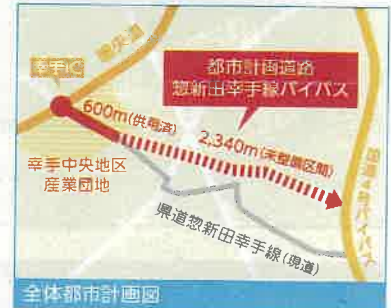 圏央道
幸手IC
都市計画道路
惣新田幸手線バイパス
600m(供用済)
2,340m(未整備区間)
幸手中央地区
産業団地
県道惣新田幸手線(現道)
国道4号バイパス
全体都市計画図